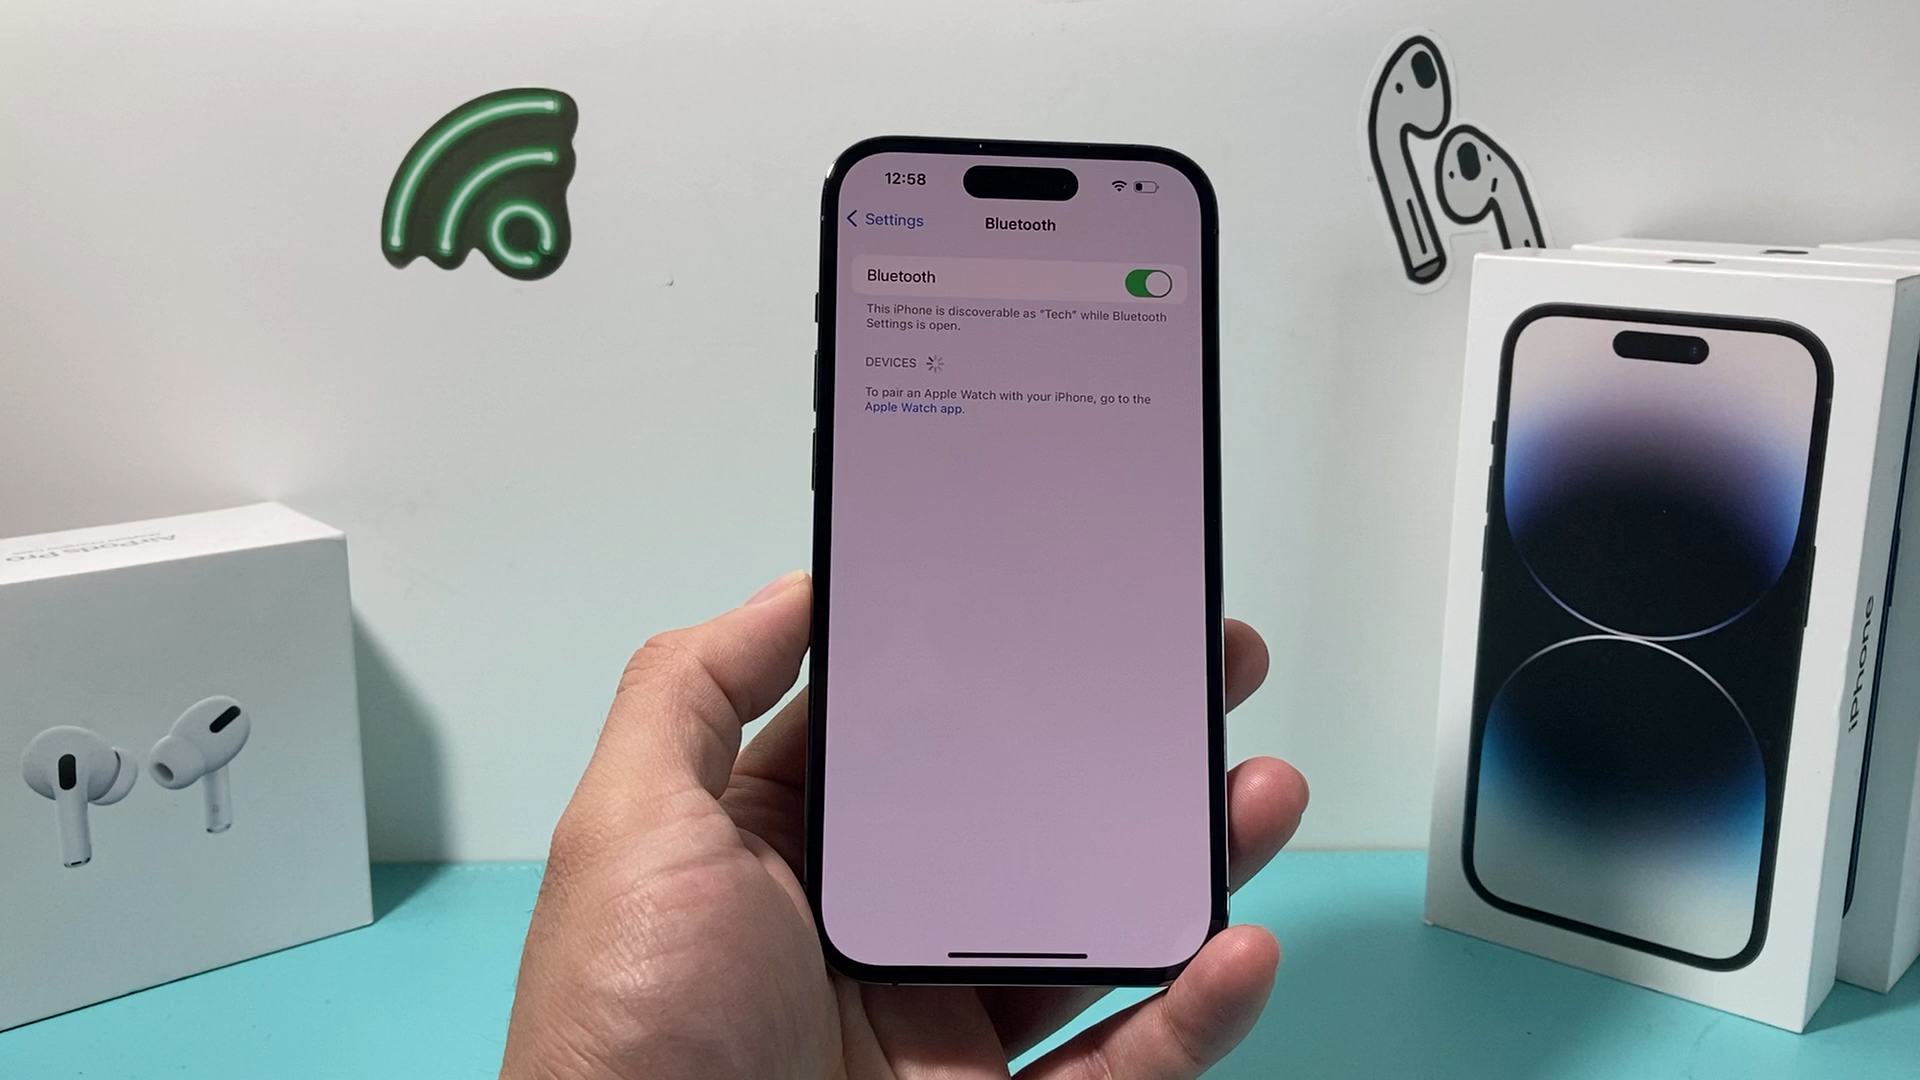 12:58
Settings
Bluetooth
Bluetooth
This iPhone is discoverable as “Tech” while Bluetooth
Settings is open.
DEVICES
To pair an Apple Watch with your iPhone, go to the
Apple Watch app.
AirPods Pro
iPhone